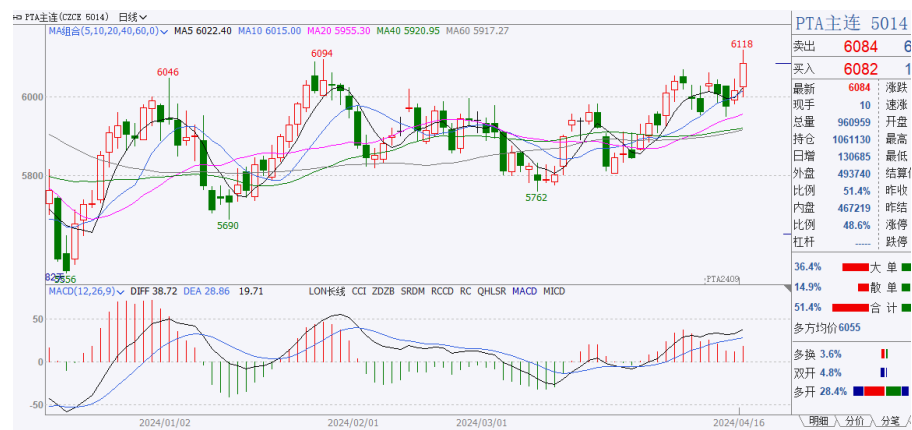 PTA主连(CZCE 5014) 日线
MA组合(5,10,20,40,60,0) MA5 6022.40 MA10 6015.00 MA20 5955.30 MA40 5920.95 MA60 5917.27
6118
6094
6046
6000
5800
5762
5690
5556
PTA2409
MACD(12,26,9) DIFF 38.72 DEA 28.86 19.71 LON长线 CCI ZDZB SRDM RCCD RC QHLSR MACD MICD
50
0
-50
2024/01/02 2024/02/01 2024/03/01 2024/04/16
PTA主连 5014
卖出 6084 6
买入 6082 1
最新 6084 涨跌
现手 10 速涨
总量 960959 开盘
持仓 1061130 最高
日增 130685 最低
外盘 493740 结算
比例 51.4% 昨收
内盘 467219 昨结
比例 48.6% 涨停
杠杆 ----- 跌停
36.4% 大单
14.9% 散单
51.4% 合计
多方均价6055
多换 3.6%
双开 4.8%
多开 28.4%
明细 分价 分笔